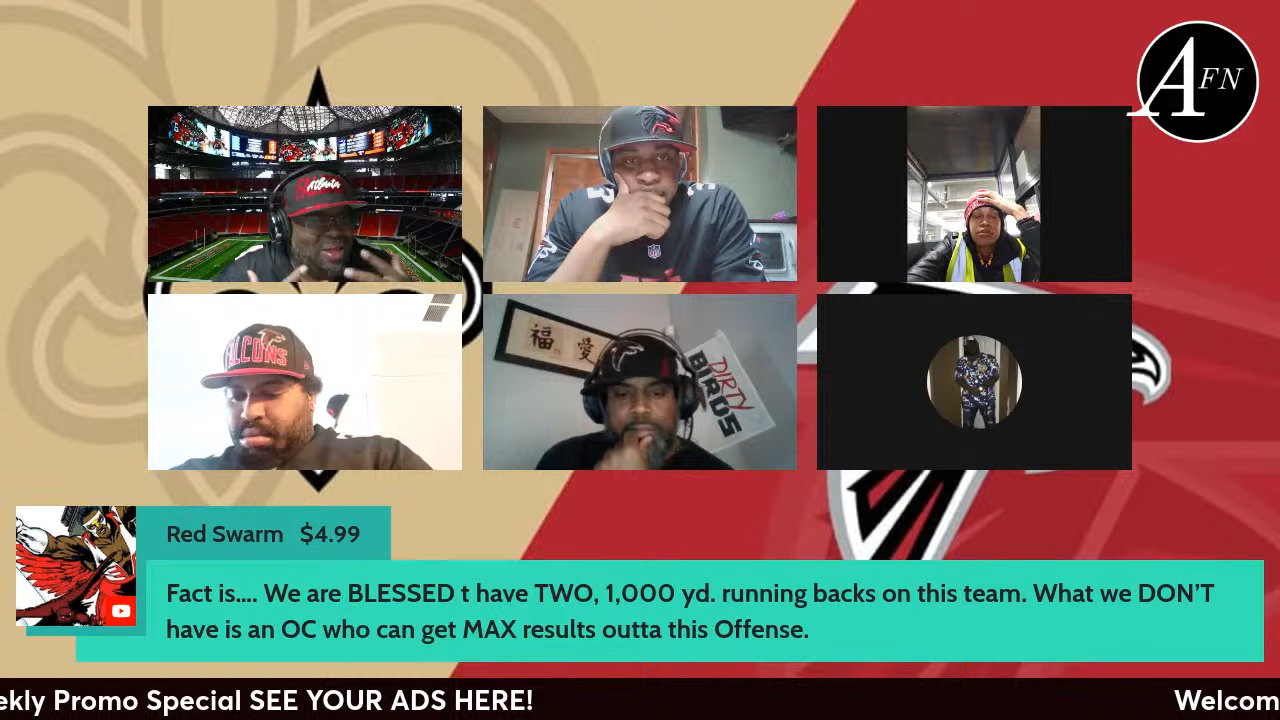 A FN
Atlanta
FALCONS
福 愛
DIRTY
BIRDS
Red Swarm $4.99
Fact is.... We are BLESSED t have TWO, 1,000 yd. running backs on this team. What we DON'T
have is an OC who can get MAX results outta this Offense.
ekly Promo Special SEE YOUR ADS HERE! Welcom